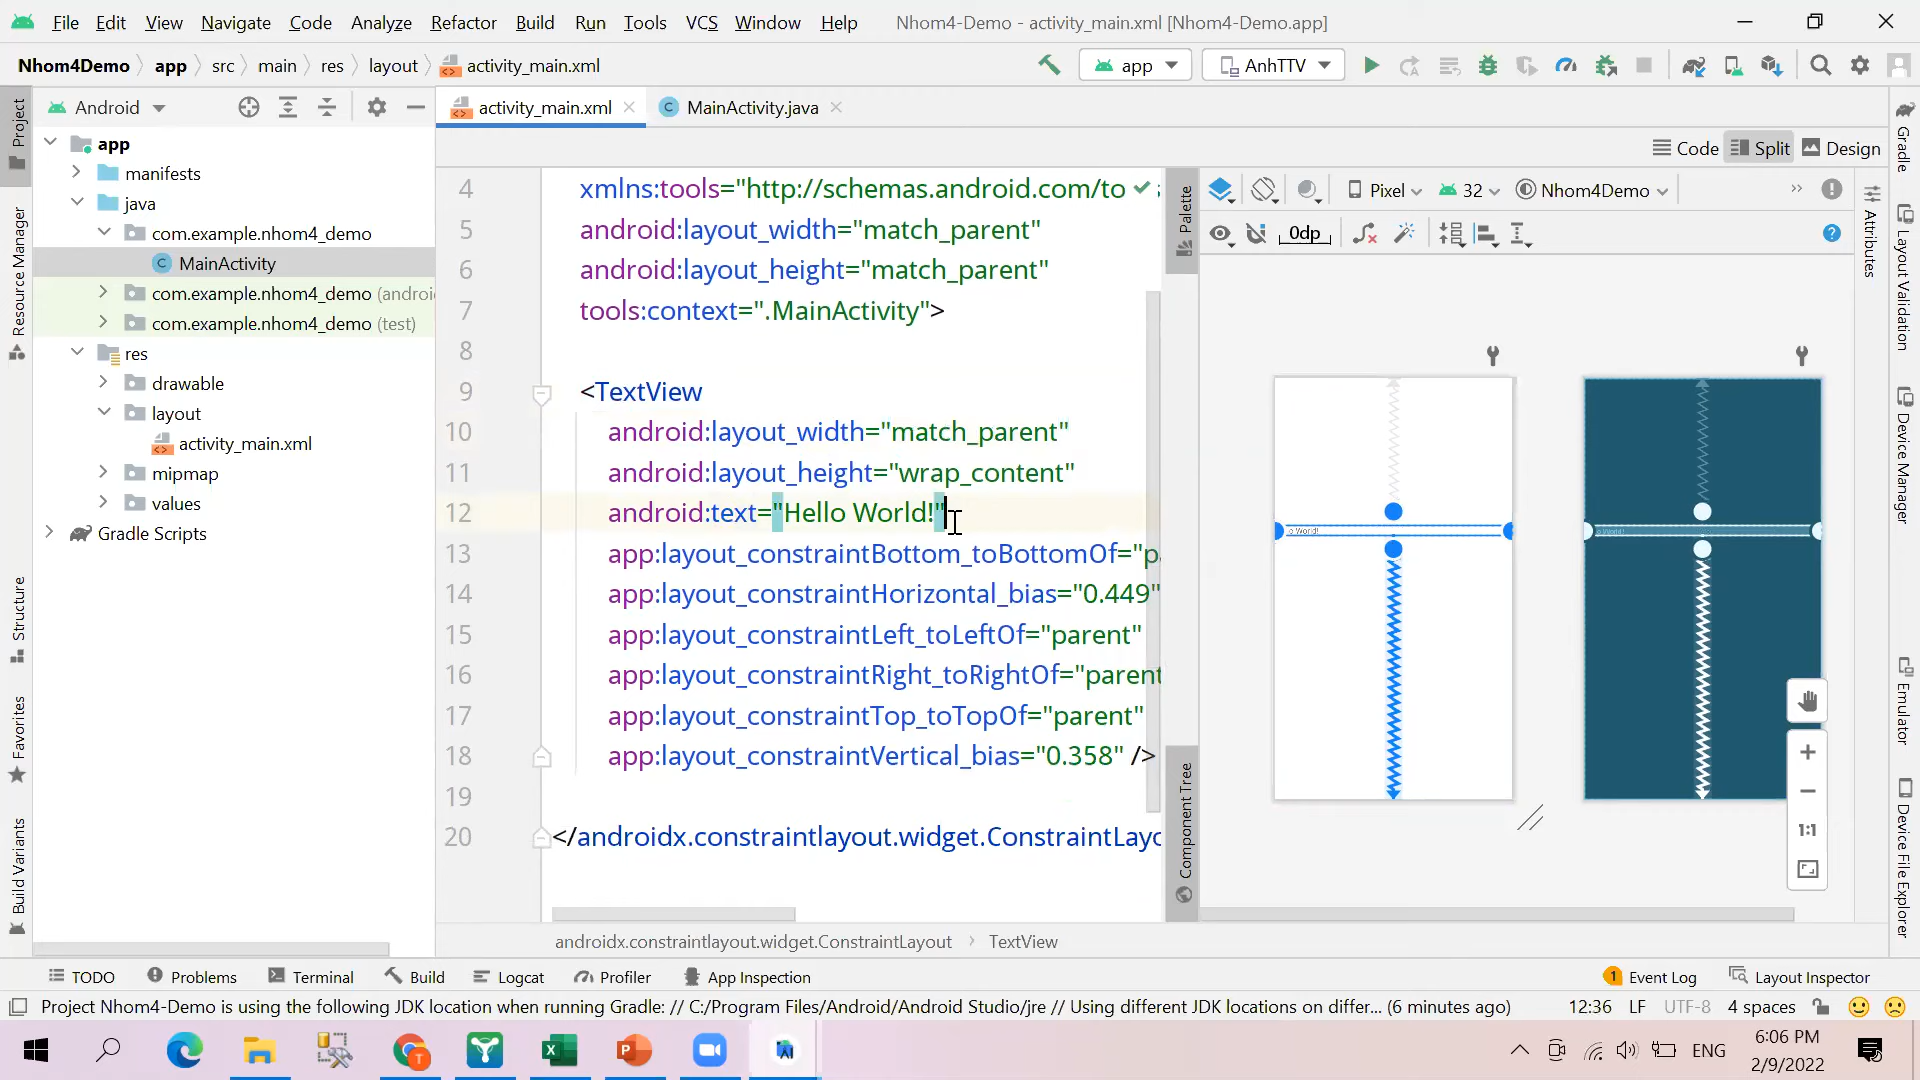 File Edit View Navigate Code Analyze Refactor Build Run Tools VCS Window Help Nhom4-Demo - activity_main.xml [Nhom4-Demo.app]
Nhom4Demo app src main res layout activity_main.xml app AnhTTV
Android activity_main.xml MainActivity.java
Code Split Design
app
manifests
java
com.example.nhom4_demo
MainActivity
com.example.nhom4_demo (androi
com.example.nhom4_demo (test)
res
drawable
layout
activity_main.xml
mipmap
values
Gradle Scripts
Project
Resource Manager
Structure
Favorites
Build Variants
4 xmlns:tools="http://schemas.android.com/to
5 android:layout_width="match_parent"
6 android:layout_height="match_parent"
7 tools:context=".MainActivity">
8
9 <TextView
10 android:layout_width="match_parent"
11 android:layout_height="wrap_content"
12 android:text="Hello World!"
13 app:layout_constraintBottom_toBottomOf="pa
14 app:layout_constraintHorizontal_bias="0.449"
15 app:layout_constraintLeft_toLeftOf="parent"
16 app:layout_constraintRight_toRightOf="parent
17 app:layout_constraintTop_toTopOf="parent"
18 app:layout_constraintVertical_bias="0.358" />
19
20 </androidx.constraintlayout.widget.ConstraintLayo
androidx.constraintlayout.widget.ConstraintLayout TextView
Palette
Component Tree
Pixel 32 Nhom4Demo
0dp
o World!
1:1
Attributes
Gradle
Layout Validation
Device Manager
Emulator
Device File Explorer
TODO Problems Terminal Build Logcat Profiler App Inspection 1 Event Log Layout Inspector
Project Nhom4-Demo is using the following JDK location when running Gradle: // C:/Program Files/Android/Android Studio/jre // Using different JDK locations on differ... (6 minutes ago) 12:36 LF UTF-8 4 spaces
ENG
6:06 PM
2/9/2022